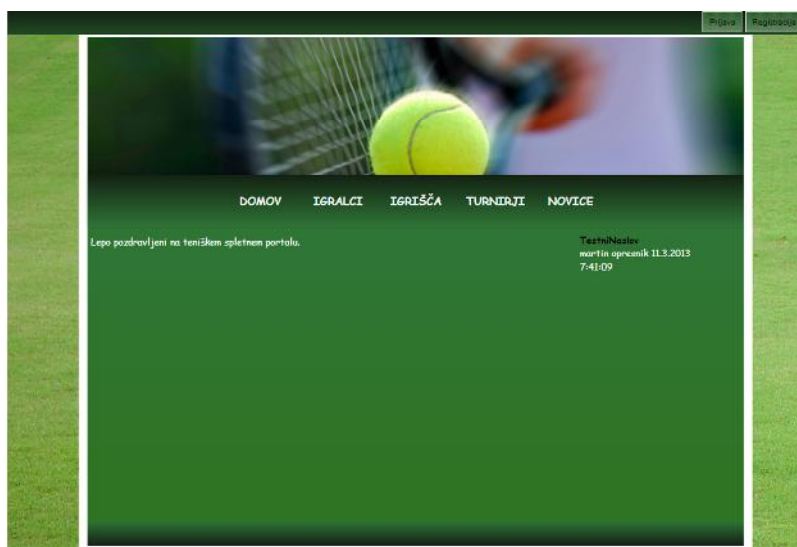 Prijava Registracija
DOMOV IGRALCI IGRIŠČA TURNIRJI NOVICE
Lepo pozdravljeni na teniškem spletnem portalu.
TestniNaslov
martin opresnik 11.3.2013
7:41:09